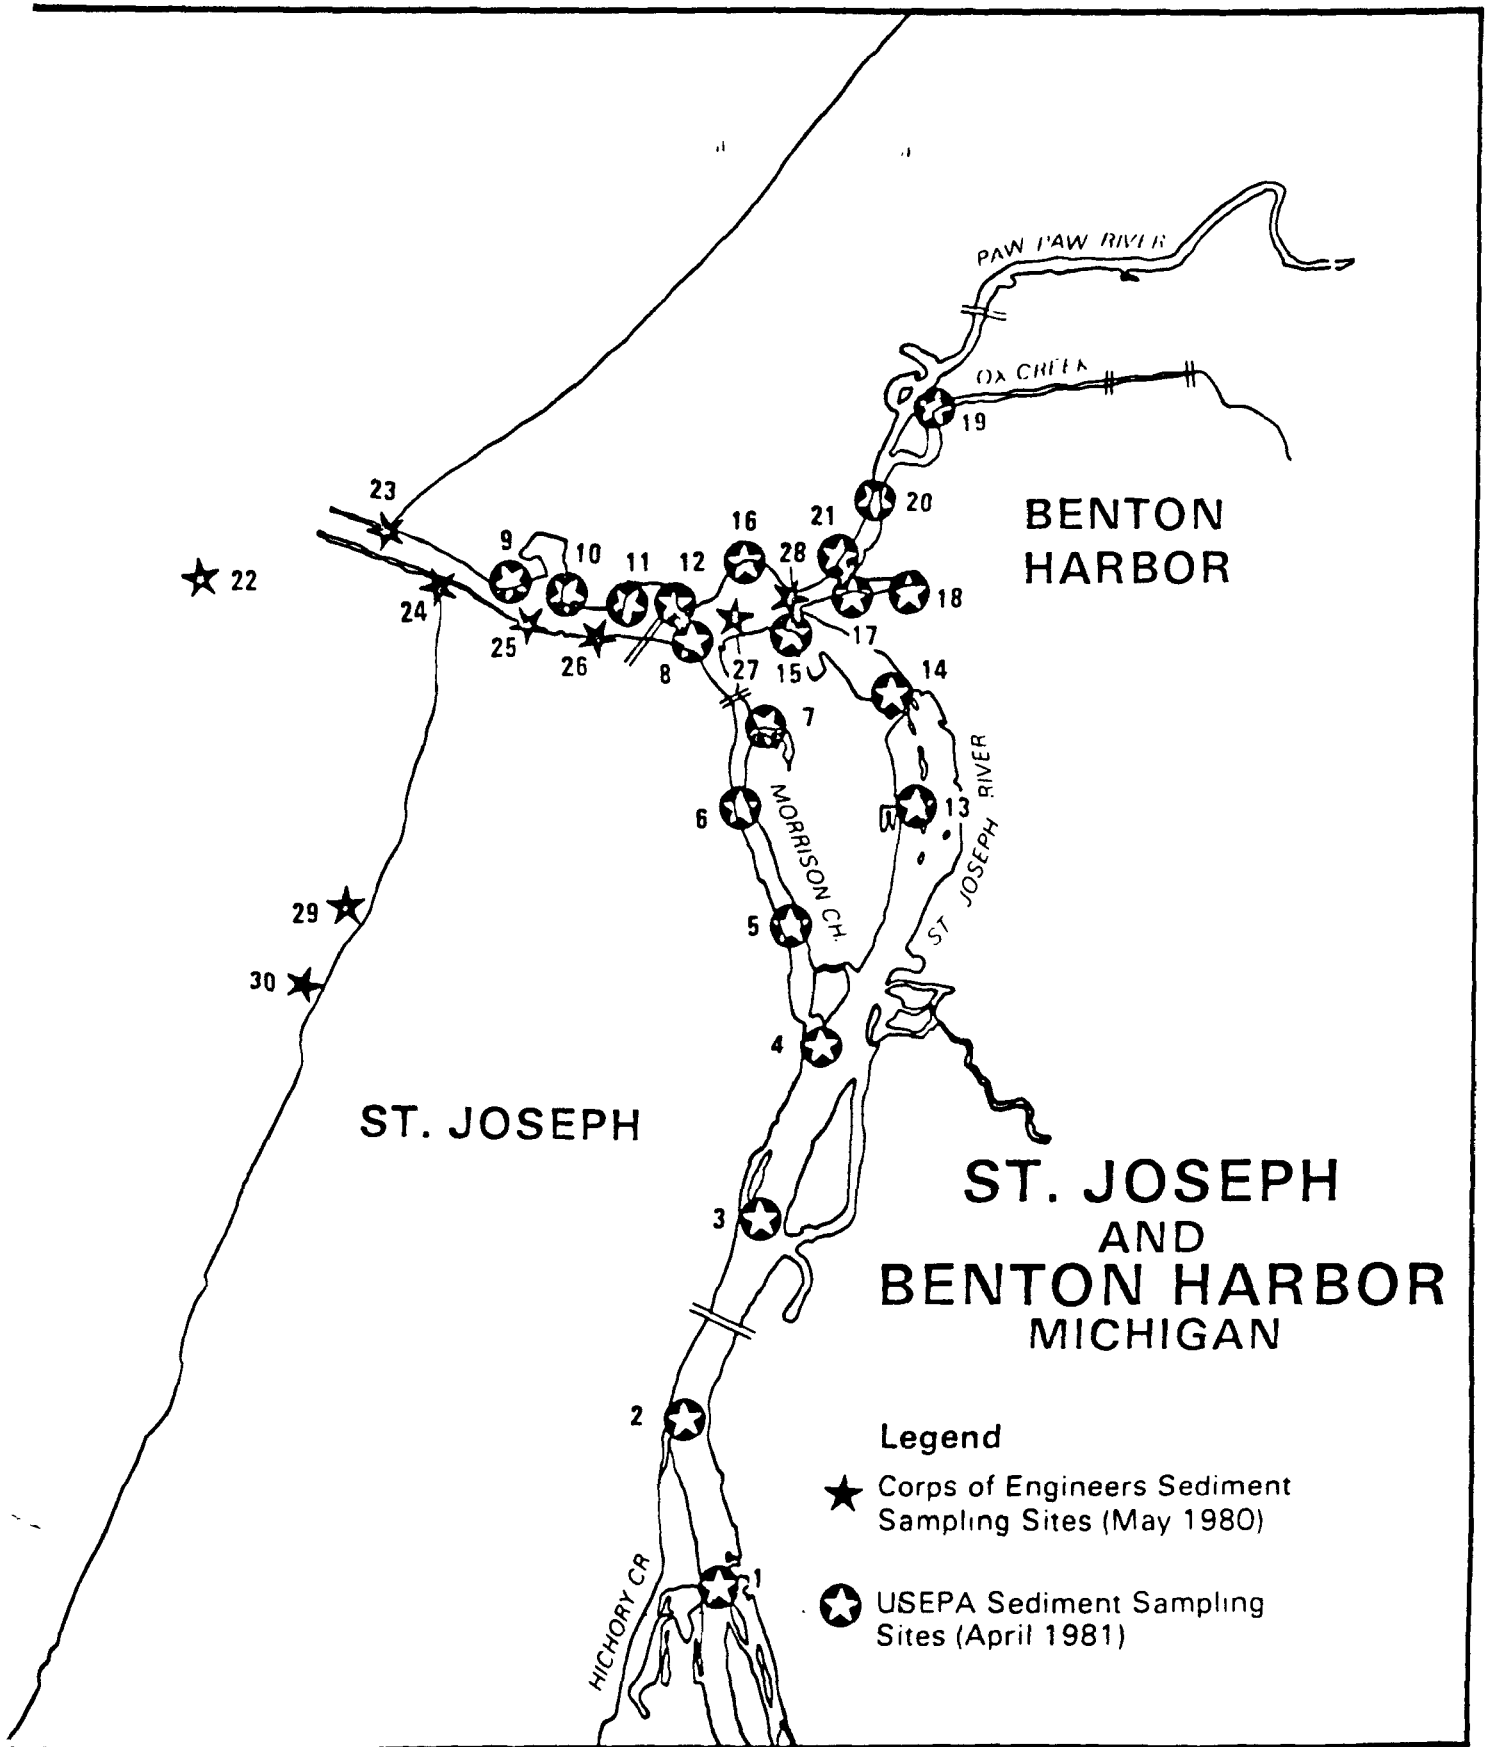 PAW PAW RIVER
OX CREEK
19
BENTON
HARBOR
20
23
22
24
9
10
11
12
16
28
21
18
17
25
26
8
27
15
14
7
6
13
MORRISON CH.
ST JOSEPH RIVER
5
29
30
4
ST. JOSEPH
3
ST. JOSEPH
AND
BENTON HARBOR
MICHIGAN
2
1
HICHORY CR
Legend
Corps of Engineers Sediment
Sampling Sites (May 1980)
USEPA Sediment Sampling
Sites (April 1981)